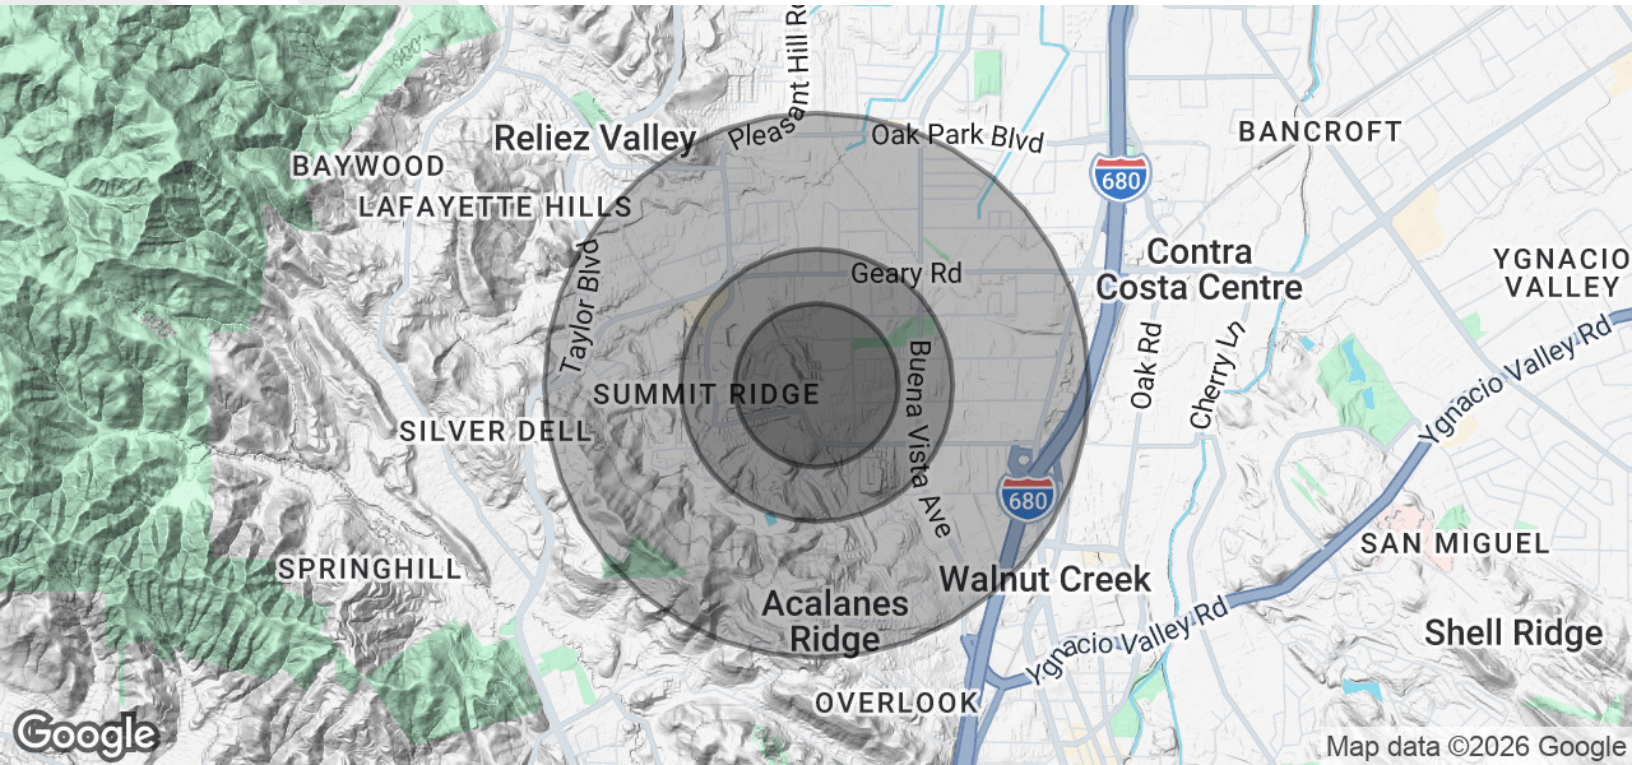 Pleasant Hill Rd
Reliez Valley
Oak Park Blvd
BANCROFT
BAYWOOD
680
LAFAYETTE HILLS
Contra
Costa Centre
YGNACIO
VALLEY
Geary Rd
Taylor Blvd
Oak Rd
Cherry Ln
Buena Vista Ave
SUMMIT RIDGE
SILVER DELL
Ygnacio Valley Rd
680
SAN MIGUEL
SPRINGHILL
Walnut Creek
Acalanes
Ridge
Ygnacio Valley Rd
Shell Ridge
OVERLOOK
Google
Map data ©2026 Google